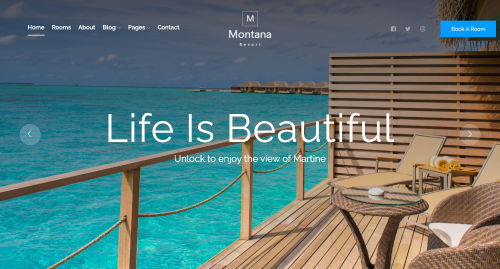 Home Rooms About Blog Pages Contact
M
Montana
Resort
Book A Room
Life Is Beautiful
Unlock to enjoy the view of Martine